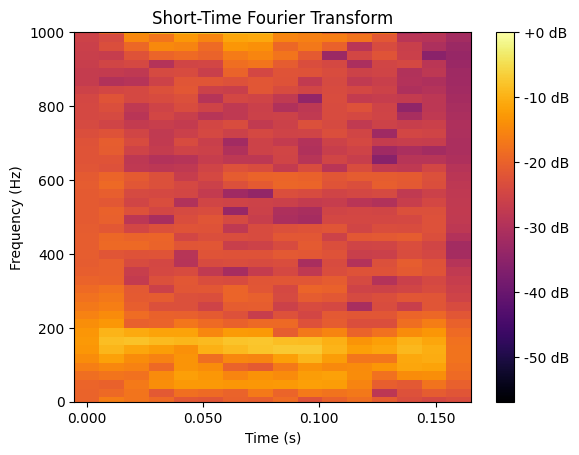 Short-Time Fourier Transform
1000
800
600
400
200
0
Frequency (Hz)
0.000
0.050
0.100
0.150
Time (s)
+0 dB
-10 dB
-20 dB
-30 dB
-40 dB
-50 dB